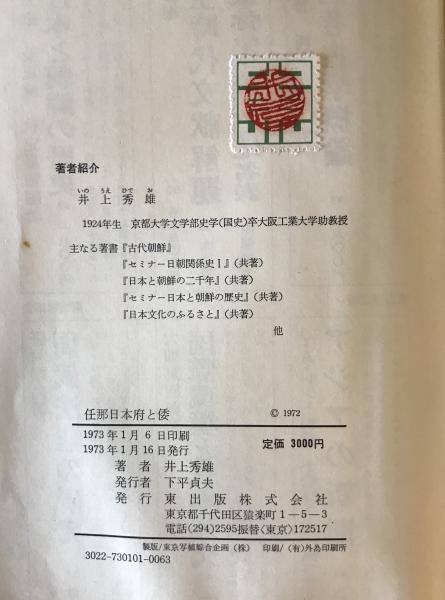 著者紹介
いの うえ ひで お
井上秀雄
1924年生 京都大学文学部史学(国史)卒大阪工業大学助教授
主なる著書『古代朝鮮』
『セミナー日朝関係史Ⅰ』(共著)
『日本と朝鮮の二千年』(共著)
『セミナー日本と朝鮮の歴史』(共著)
『日本文化のふるさと』(共著)
他
任那日本府と倭 © 1972
1973年1月6日印刷
1973年1月16日発行 定価 3000円
著者 井上秀雄
発行者 下平貞夫
発行 東出版株式会社
東京都千代田区猿楽町1-5-3
電話(294)2595振替(東京)172517
製版/東京写植綜合企画(株) 印刷/(有)外為印刷所
3022-730101-0063